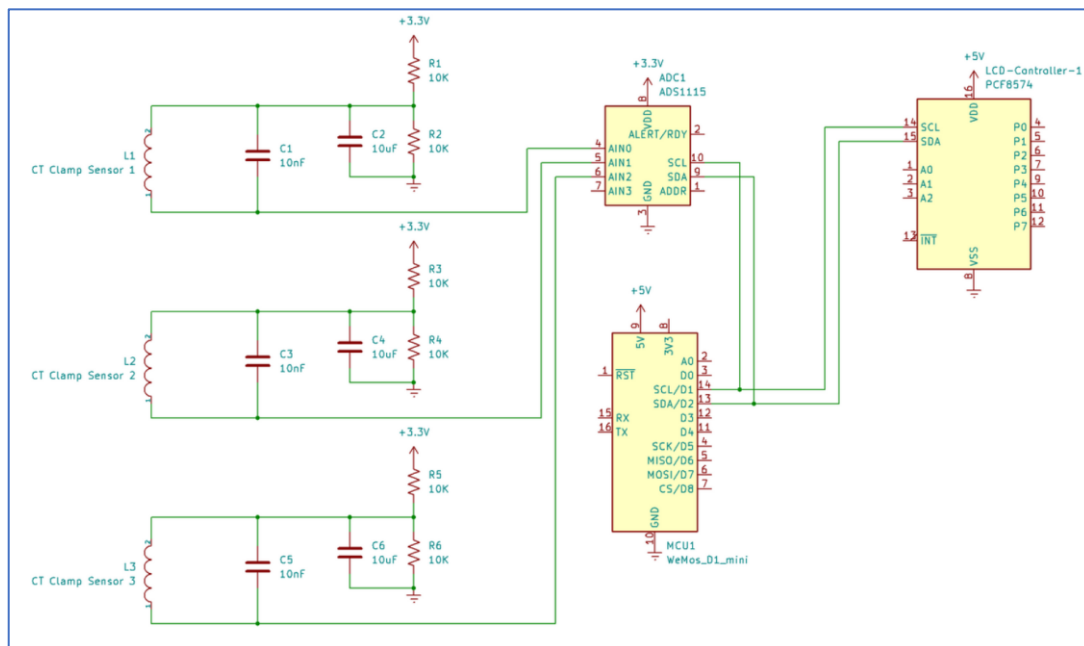 +3.3V
R1
10K
C2
10uF
R2
10K
C1
10nF
2
L1
CT Clamp Sensor 1
1
+3.3V
R3
10K
C4
10uF
R4
10K
C3
10nF
2
L2
CT Clamp Sensor 2
1
+3.3V
R5
10K
C6
10uF
R6
10K
C5
10nF
2
L3
CT Clamp Sensor 3
1
+3.3V
ADC1
ADS1115
8
VDD
ALERT/RDY 2
4 AIN0
5 AIN1 SCL 10
6 AIN2 SDA 9
7 AIN3 ADDR 1
GND
3
+5V
9 8
5V 3V3
A0 2
1 RST D0 3
SCL/D1 14
SDA/D2 13
15 RX D3 12
16 TX D4 11
SCK/D5 4
MISO/D6 5
MOSI/D7 6
CS/D8 7
GND
10
MCU1
WeMos_D1_mini
+5V
LCD-Controller-1
PCF8574
16
VDD
14 SCL P0 4
15 SDA P1 5
P2 6
1 A0 P3 7
2 A1 P4 9
3 A2 P5 10
P6 11
P7 12
13 INT
VSS
8